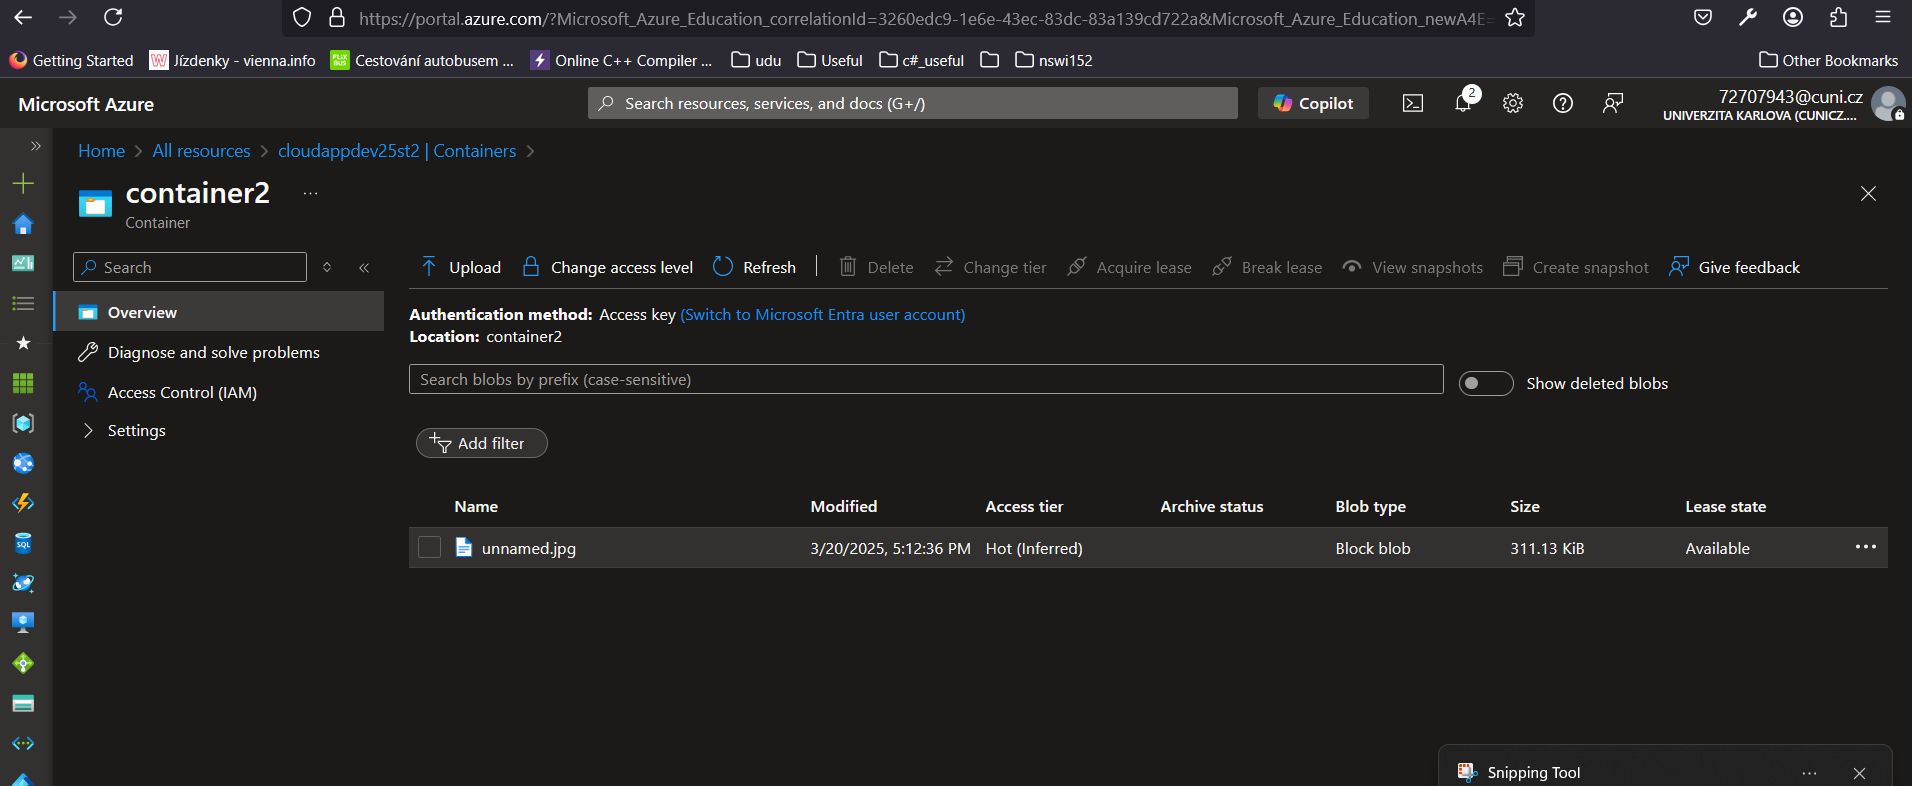 https://portal.azure.com/?Microsoft_Azure_Education_correlationId=3260edc9-1e6e-43ec-83dc-83a139cd722a&Microsoft_Azure_Education_newA4E=
Getting Started
W Jízdenky - vienna.info
FLiX BUS Cestování autobusem ...
Online C++ Compiler ...
udu
Useful
c#_useful
nswi152
Other Bookmarks
Microsoft Azure
Search resources, services, and docs (G+/)
Copilot
2
72707943@cuni.cz
UNIVERZITA KARLOVA (CUNICZ....
Home > All resources > cloudappdev25st2 | Containers >
container2 ...
Container
Search
Upload
Change access level
Refresh
Delete
Change tier
Acquire lease
Break lease
View snapshots
Create snapshot
Give feedback
Overview
Diagnose and solve problems
Access Control (IAM)
Settings
SQL
Authentication method: Access key (Switch to Microsoft Entra user account)
Location: container2
Search blobs by prefix (case-sensitive)
Show deleted blobs
Add filter
Name Modified Access tier Archive status Blob type Size Lease state
unnamed.jpg 3/20/2025, 5:12:36 PM Hot (Inferred) Block blob 311.13 KiB Available ...
Snipping Tool ...